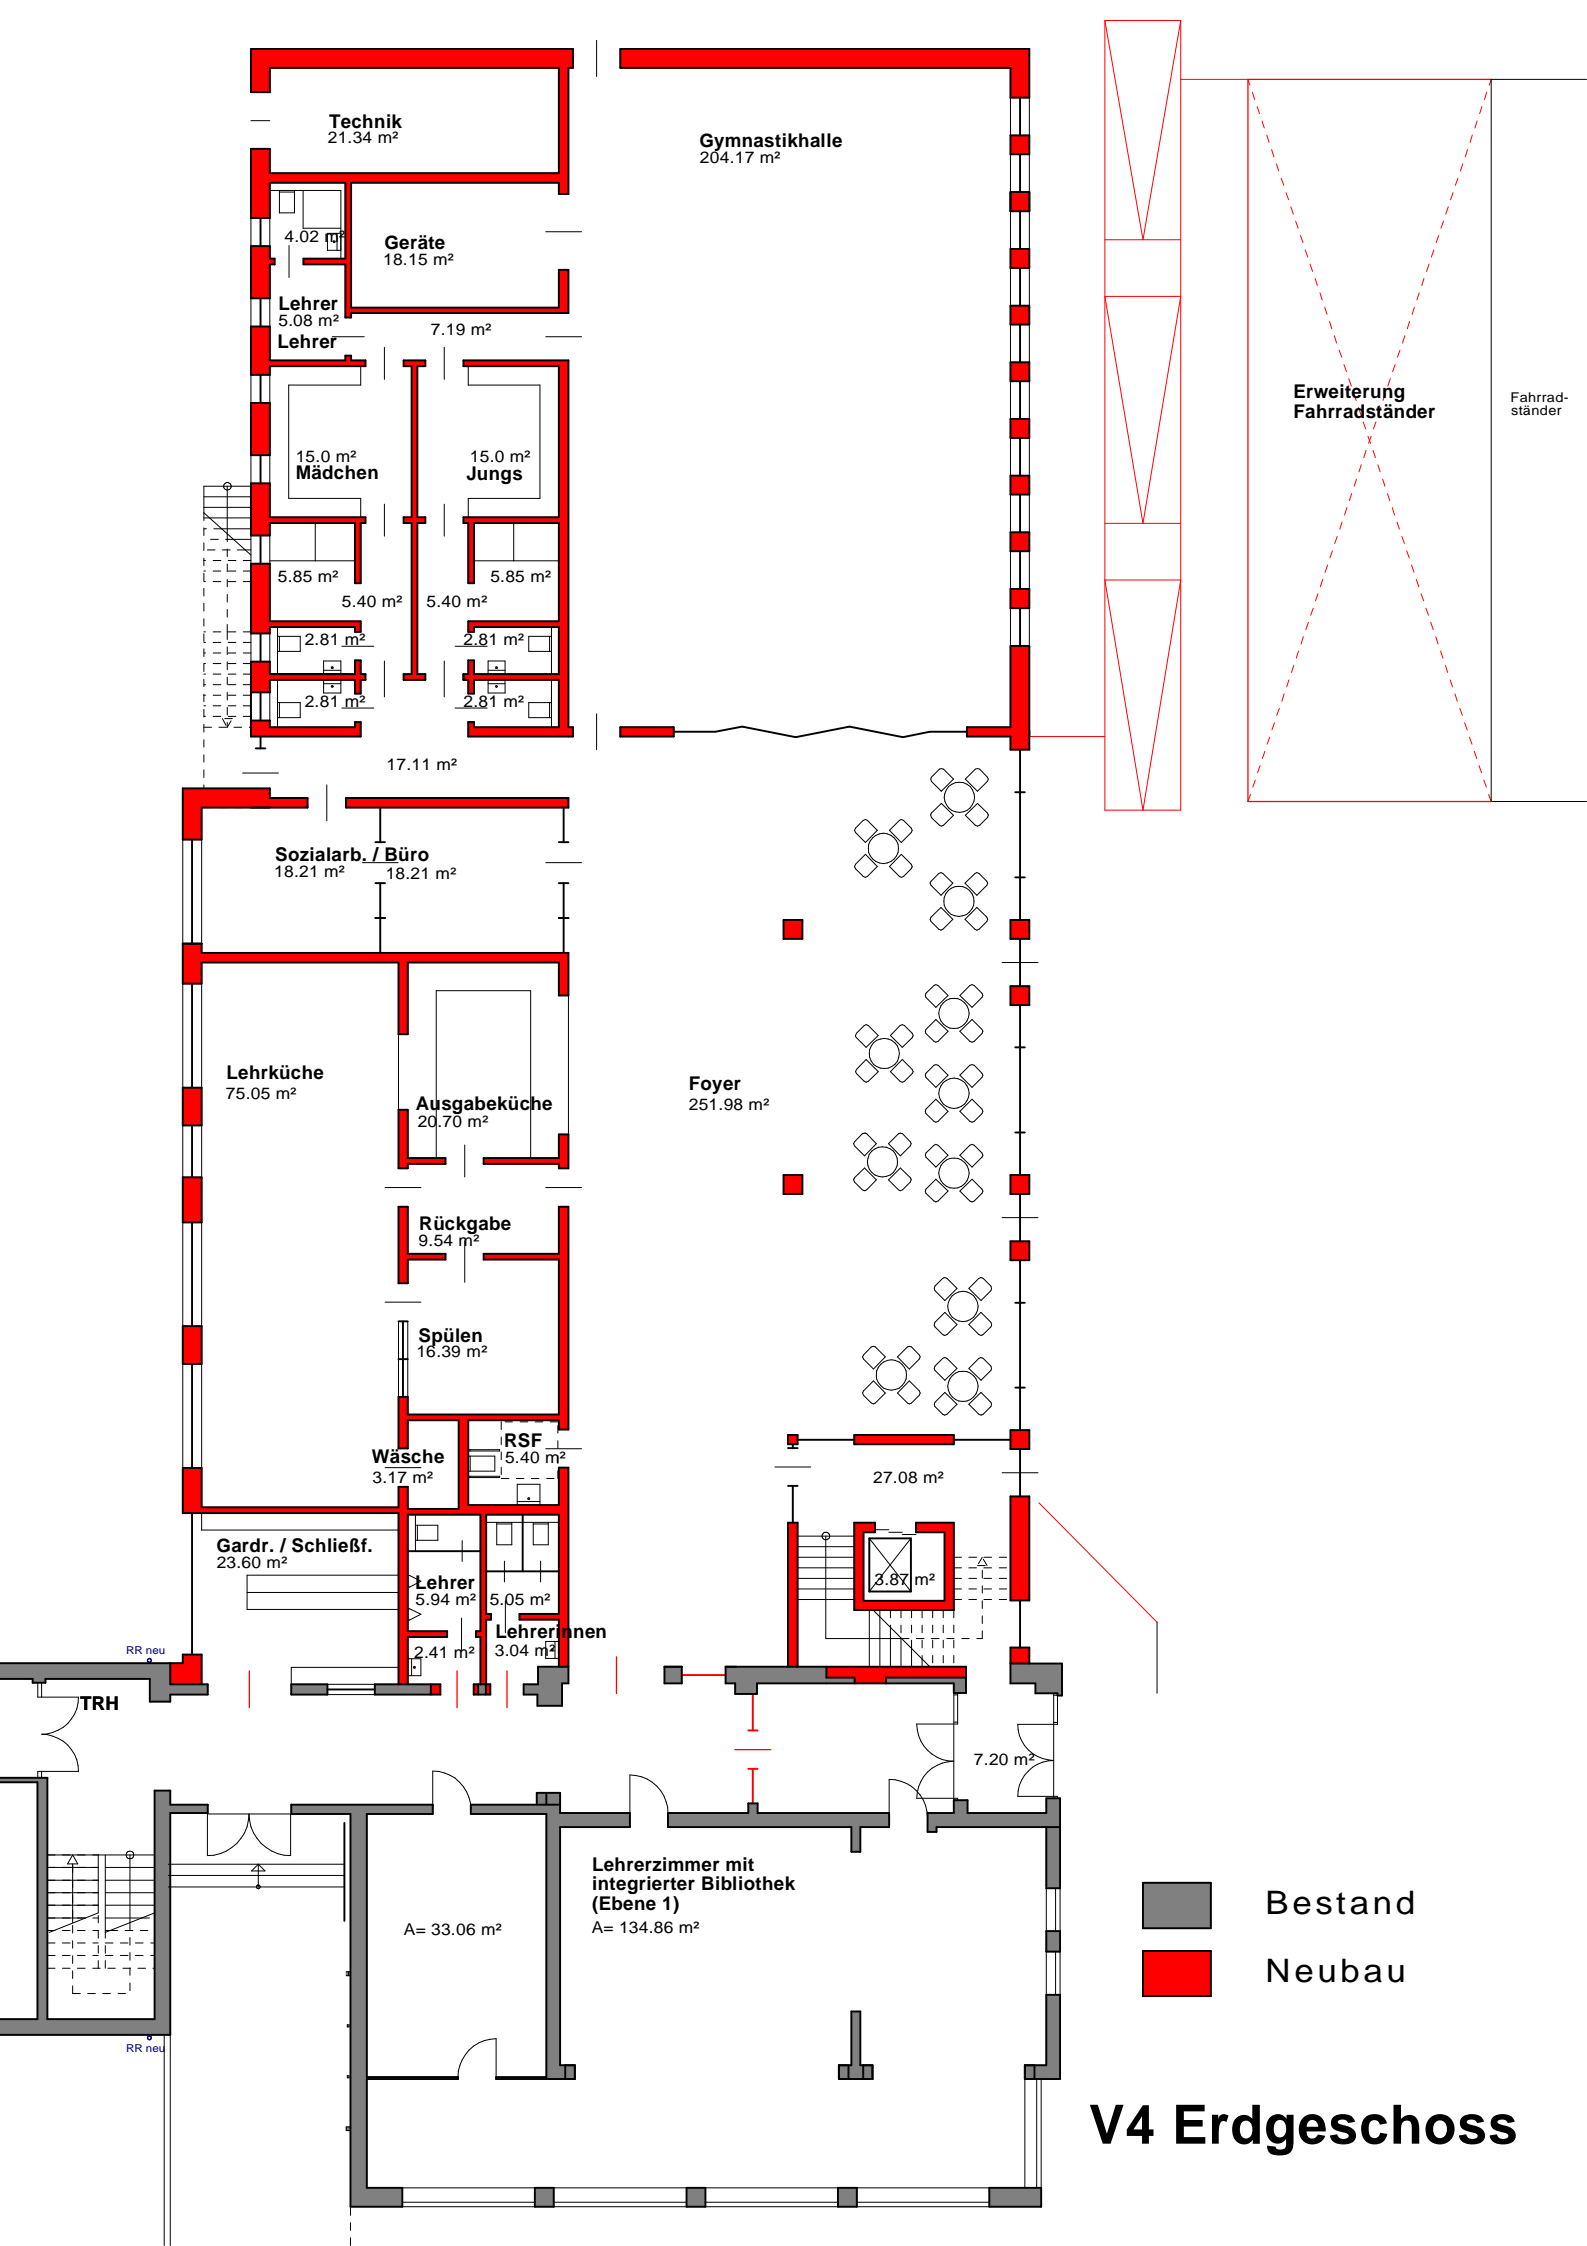 Technik
21.34 m²
Gymnastikhalle
204.17 m²
4.02 m²
Geräte
18.15 m²
Lehrer
5.08 m²
Lehrer
7.19 m²
Erweiterung
Fahrradständer
Fahrrad-
ständer
15.0 m²
Mädchen
15.0 m²
Jungs
5.85 m²
5.85 m²
5.40 m²
5.40 m²
2.81 m²
2.81 m²
2.81 m²
2.81 m²
17.11 m²
Sozialarb. / Büro
18.21 m²
18.21 m²
Lehrküche
75.05 m²
Ausgabeküche
20.70 m²
Foyer
251.98 m²
Rückgabe
9.54 m²
Spülen
16.39 m²
Wäsche
3.17 m²
RSF
5.40 m²
27.08 m²
Gardr. / Schließf.
23.60 m²
Lehrer
5.94 m²
5.05 m²
3.87 m²
Lehrerinnen
3.04 m²
2.41 m²
RR neu
TRH
7.20 m²
Lehrerzimmer mit
integrierter Bibliothek
(Ebene 1)
A= 134.86 m²
A= 33.06 m²
RR neu
Bestand
Neubau
V4 Erdgeschoss